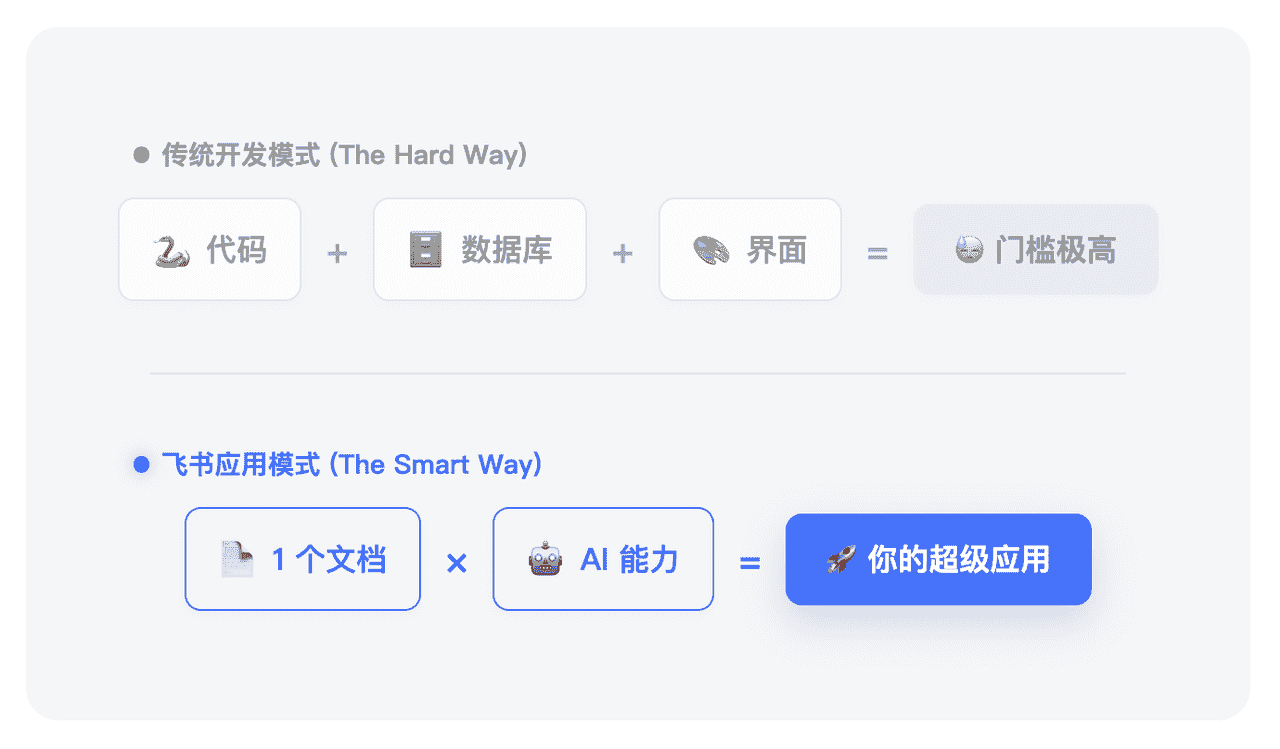 传统开发模式 (The Hard Way)
代码 + 数据库 + 界面 = 门槛极高
飞书应用模式 (The Smart Way)
1 个文档 × AI 能力 = 你的超级应用